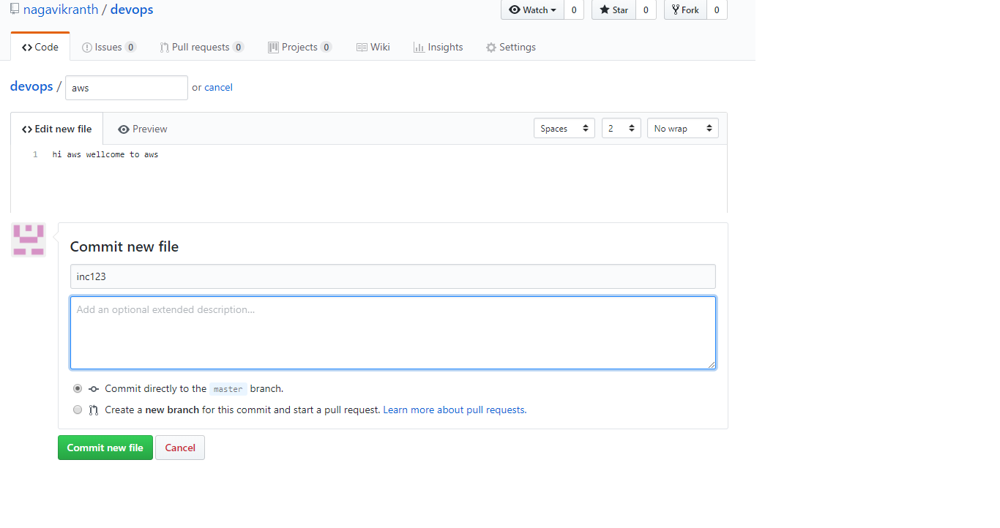 nagavikranth / devops Watch 0 Star 0 Fork 0
Code Issues 0 Pull requests 0 Projects 0 Wiki Insights Settings
devops / aws or cancel
Edit new file Preview Spaces 2 No wrap
1 hi aws wellcome to aws
Commit new file
inc123
Add an optional extended description...
Commit directly to the master branch.
Create a new branch for this commit and start a pull request. Learn more about pull requests.
Commit new file Cancel